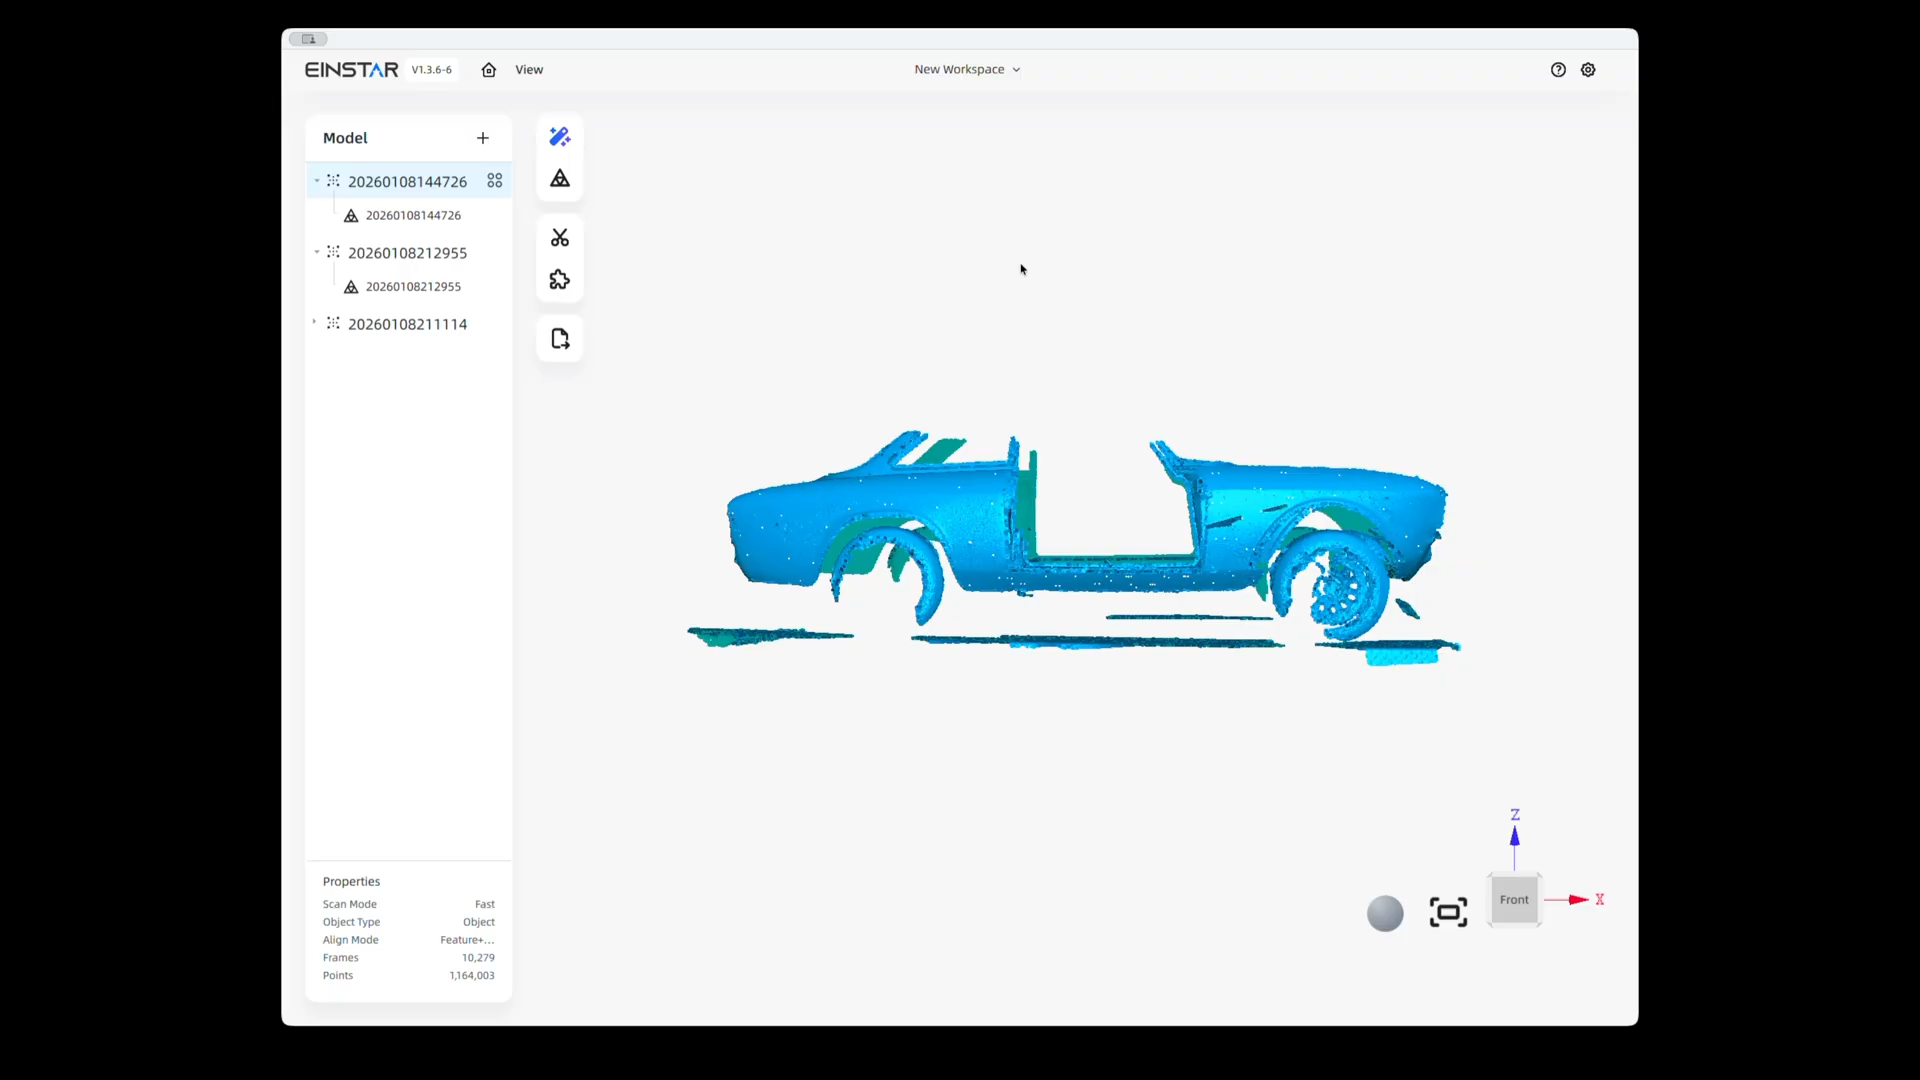 EINSTAR V1.3.6-6 View New Workspace
Model
20260108144726
20260108144726
20260108212955
20260108212955
20260108211114
Properties
Scan Mode Fast
Object Type Object
Align Mode Feature+...
Frames 10,279
Points 1,164,003
Z
Front X